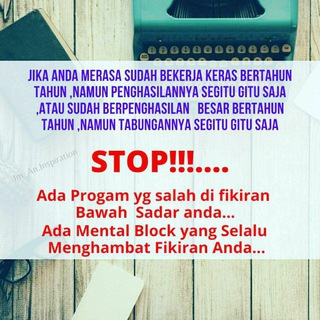 JIKA ANDA MERASA SUDAH BEKERJA KERAS BERTAHUN
TAHUN ,NAMUN PENGHASILANNYA SEGITU GITU SAJA
,ATAU SUDAH BERPENGHASILAN BESAR BERTAHUN
TAHUN ,NAMUN TABUNGANNYA SEGITU GITU SAJA
Im_An.Inspiration
STOP!!!....
Ada Progam yg salah di fikiran
Bawah Sadar anda...
Ada Mental Block yang Selalu
Menghambat Fikiran Anda...